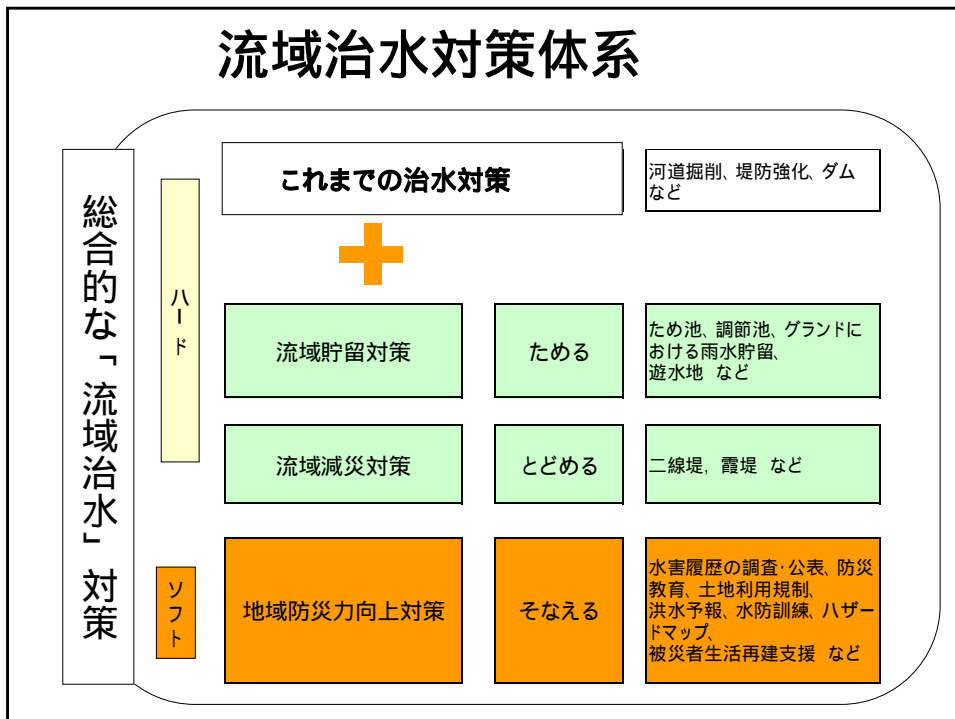 流域治水対策体系
総合的な「流域治水」対策
ハード
これまでの治水対策
河道掘削、堤防強化、ダム
など
流域貯留対策
ためる
ため池、調節池、グランドに
おける雨水貯留、
遊水地 など
流域減災対策
とどめる
二線堤，霞堤 など
ソフト
地域防災力向上対策
そなえる
水害履歴の調査・公表、防災
教育、土地利用規制、
洪水予報、水防訓練、ハザー
ドマップ、
被災者生活再建支援 など